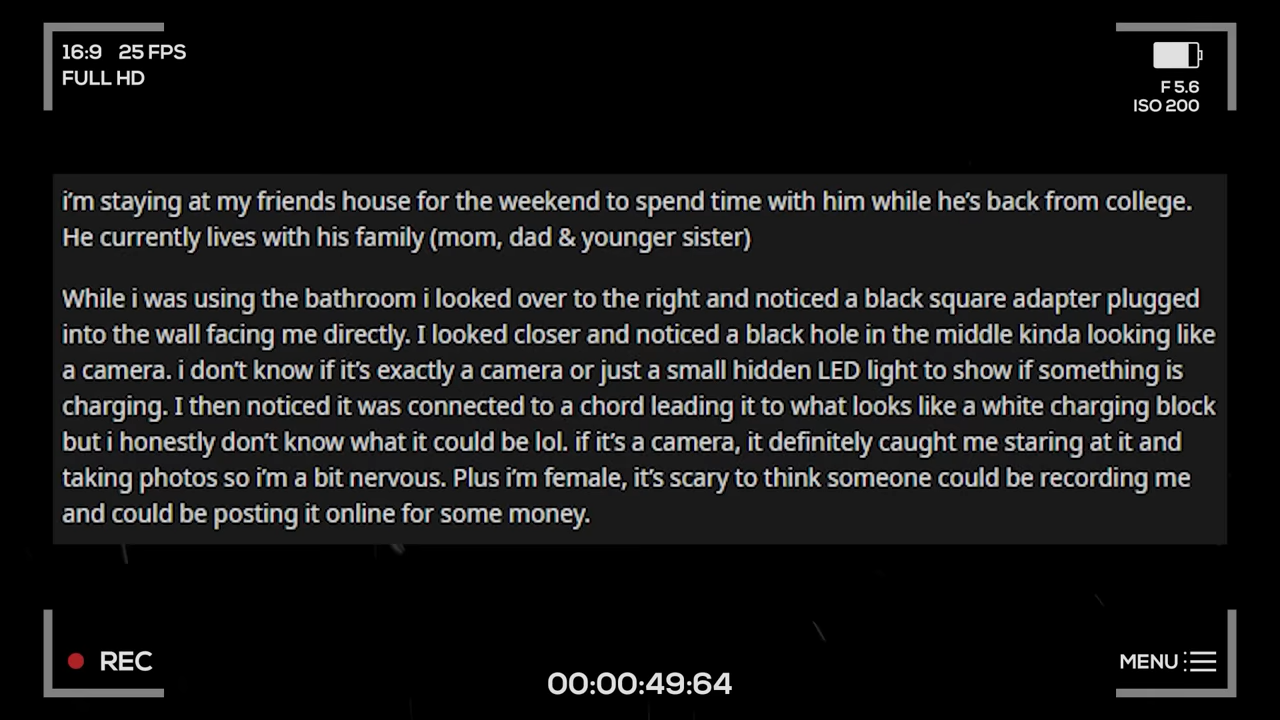 16:9 25 FPS
FULL HD
F 5.6
ISO 200
i’m staying at my friends house for the weekend to spend time with him while he’s back from college.
He currently lives with his family (mom, dad & younger sister)
While i was using the bathroom i looked over to the right and noticed a black square adapter plugged
into the wall facing me directly. I looked closer and noticed a black hole in the middle kinda looking like
a camera. i don’t know if it’s exactly a camera or just a small hidden LED light to show if something is
charging. I then noticed it was connected to a chord leading it to what looks like a white charging block
but i honestly don’t know what it could be lol. if it’s a camera, it definitely caught me staring at it and
taking photos so i’m a bit nervous. Plus i’m female, it’s scary to think someone could be recording me
and could be posting it online for some money.
REC
00:00:49:64
MENU